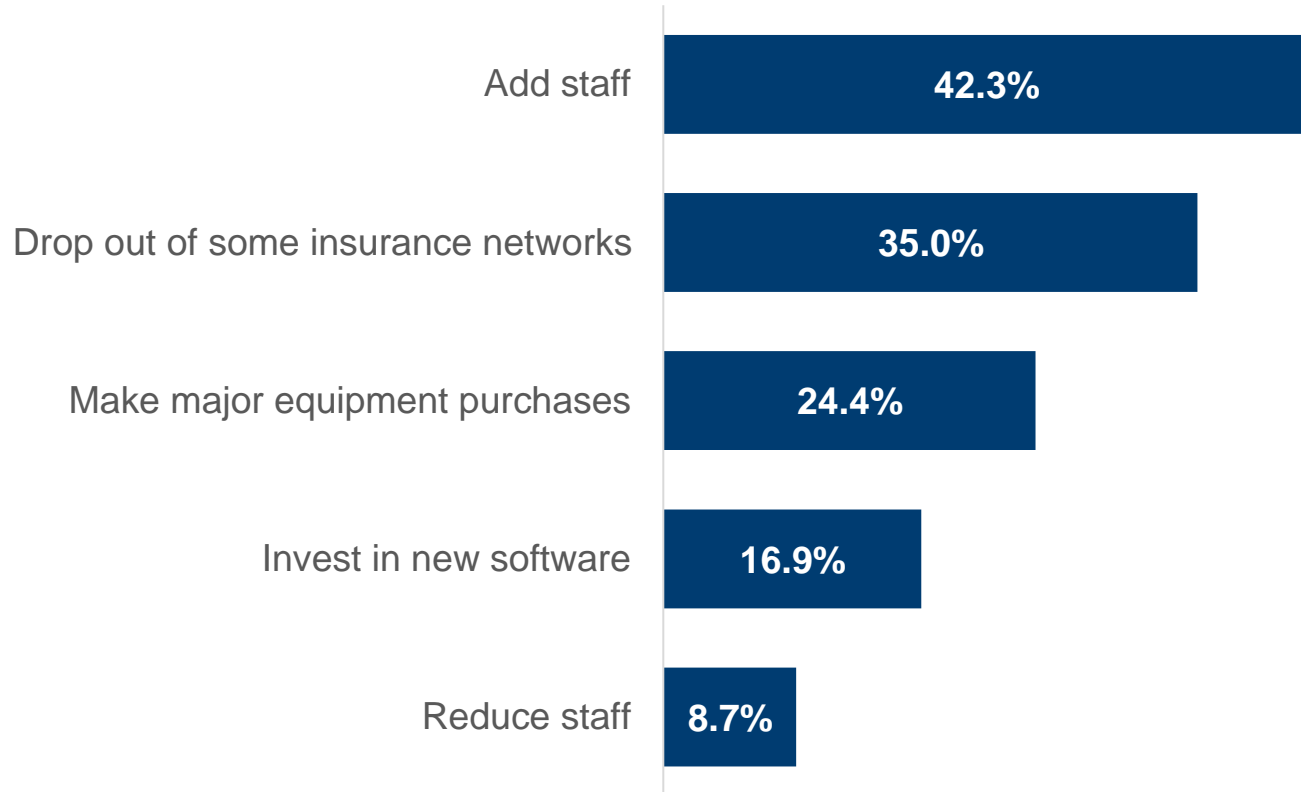 Add staff 42.3%
Drop out of some insurance networks 35.0%
Make major equipment purchases 24.4%
Invest in new software 16.9%
Reduce staff 8.7%